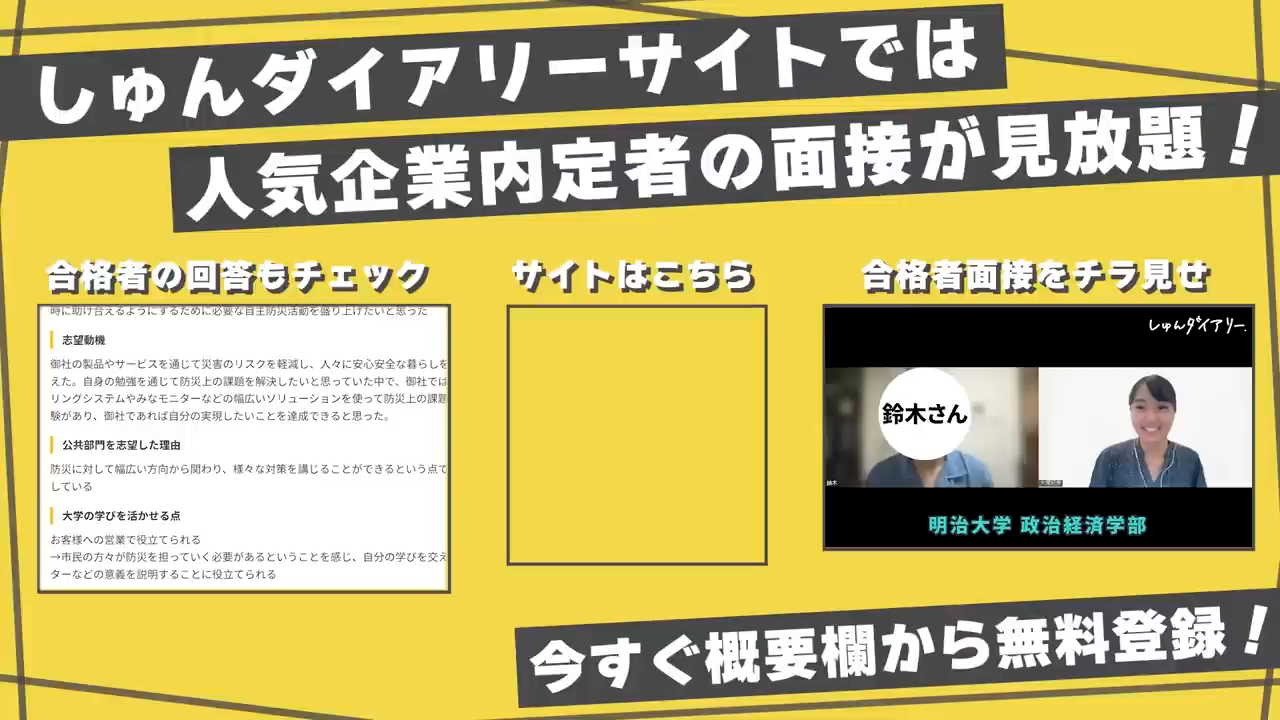 しゅんダイアリーサイトでは
人気企業内定者の面接が見放題！
合格者の回答もチェック
時に助け合えるようにするために必要な自主防災活動を盛り上げたいと思った
志望動機
御社の製品やサービスを通じて災害のリスクを軽減し、人々に安心安全な暮らしを
えた。自身の勉強を通じて防災上の課題を解決したいと思っていた中で、御社では
リングシステムやみなモニターなどの幅広いソリューションを使って防災上の課題
験があり、御社であれば自分の実現したいことを達成できると思った。
公共部門を志望した理由
防災に対して幅広い方向から関わり、様々な対策を講じることができるという点で
している
大学の学びを活かせる点
お客様への営業で役立てられる
→市民の方々が防災を担っていく必要があるということを感じ、自分の学びを交え
ターなどの意義を説明することに役立てられる
サイトはこちら
合格者面接をチラ見せ
しゅんダイアリー.
鈴木さん
鈴木
明治大学 政治経済学部
今すぐ概要欄から無料登録！